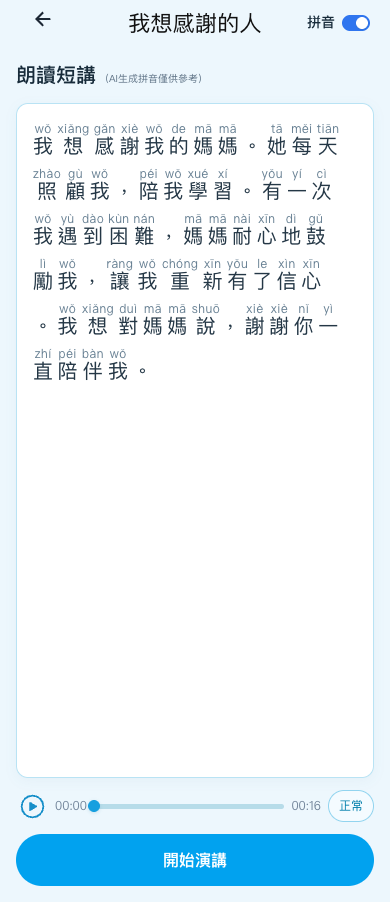 我想感謝的人
拼音
朗讀短講 （AI生成拼音僅供參考）
wǒ xiǎng gǎn xiè wǒ de mā mā tā měi tiān
我想感謝我的媽媽。她每天
zhào gù wǒ péi wǒ xué xí yǒu yí cì
照顧我，陪我學習。有一次
wǒ yù dào kùn nán mā mā nài xīn dì gǔ
我遇到困難，媽媽耐心地鼓
lì wǒ ràng wǒ chóng xīn yǒu le xìn xīn
勵我，讓我重新有了信心
wǒ xiǎng duì mā mā shuō xiè xiè nǐ yì
。我想對媽媽說，謝謝你一
zhí péi bàn wǒ
直陪伴我。
00:00 00:16 正常
開始演講